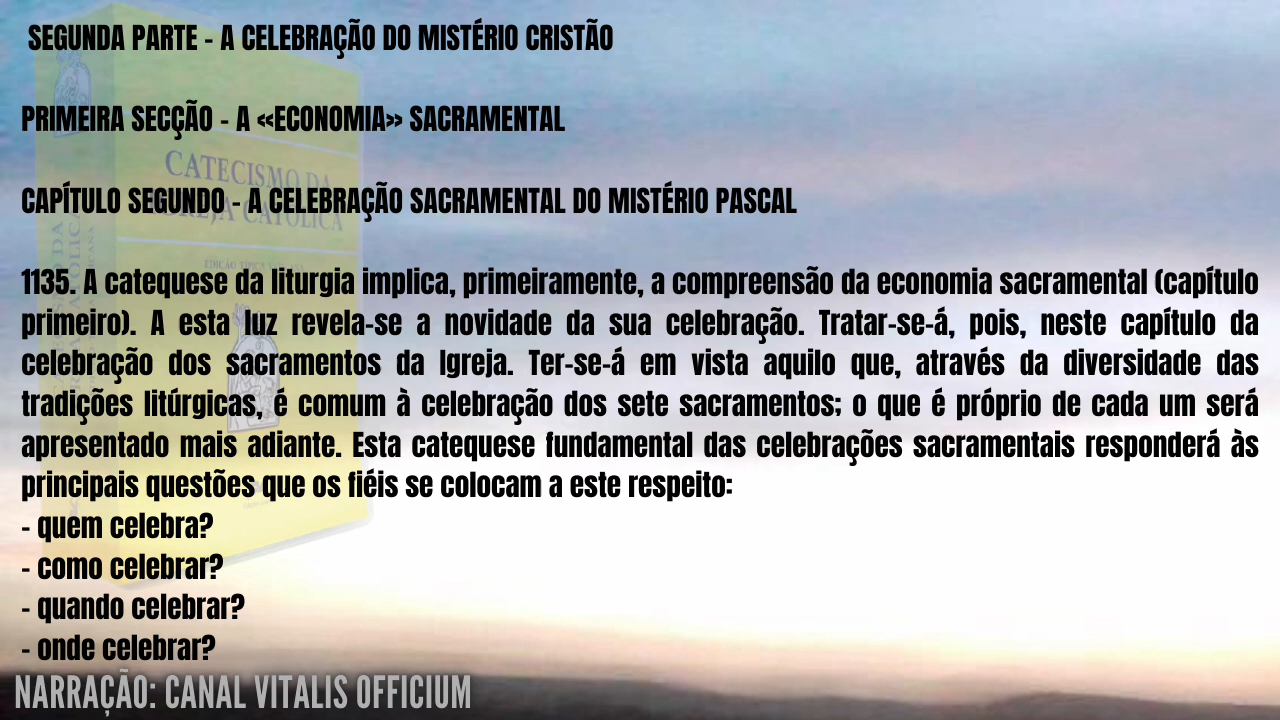 SEGUNDA PARTE - A CELEBRAÇÃO DO MISTÉRIO CRISTÃO
PRIMEIRA SECÇÃO - A «ECONOMIA» SACRAMENTAL
CAPÍTULO SEGUNDO - A CELEBRAÇÃO SACRAMENTAL DO MISTÉRIO PASCAL
1135. A catequese da liturgia implica, primeiramente, a compreensão da economia sacramental (capítulo
primeiro). A esta luz revela-se a novidade da sua celebração. Tratar-se-á, pois, neste capítulo da
celebração dos sacramentos da Igreja. Ter-se-á em vista aquilo que, através da diversidade das
tradições litúrgicas, é comum à celebração dos sete sacramentos; o que é próprio de cada um será
apresentado mais adiante. Esta catequese fundamental das celebrações sacramentais responderá às
principais questões que os fiéis se colocam a este respeito:
- quem celebra?
- como celebrar?
- quando celebrar?
- onde celebrar?
NARRAÇÃO: CANAL VITALIS OFFICIUM
CATECISMO DA
IGREJA CATÓLICA